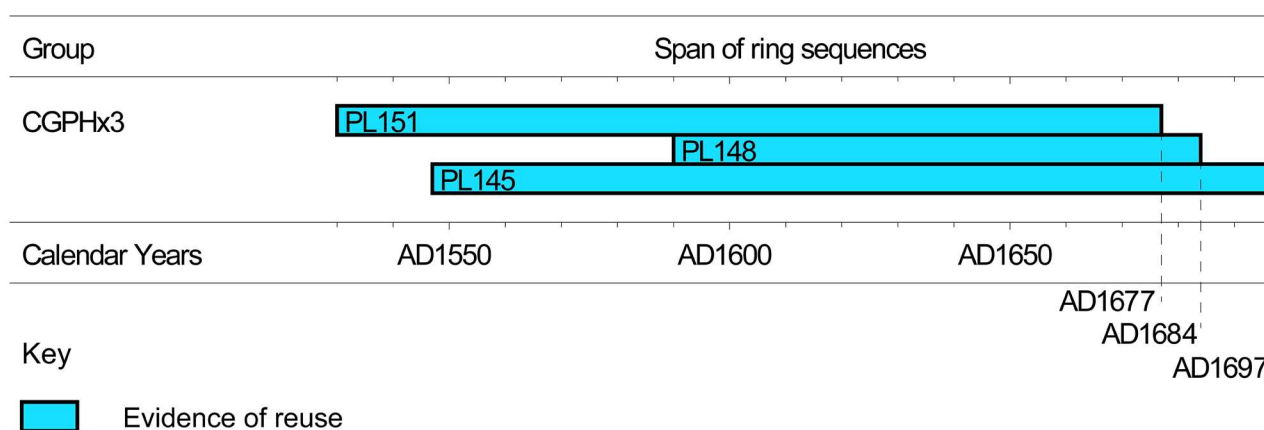 Group Span of ring sequences
CGPHx3 PL151
PL148
PL145
Calendar Years AD1550 AD1600 AD1650
AD1677
AD1684
Key
AD1697
Evidence of reuse